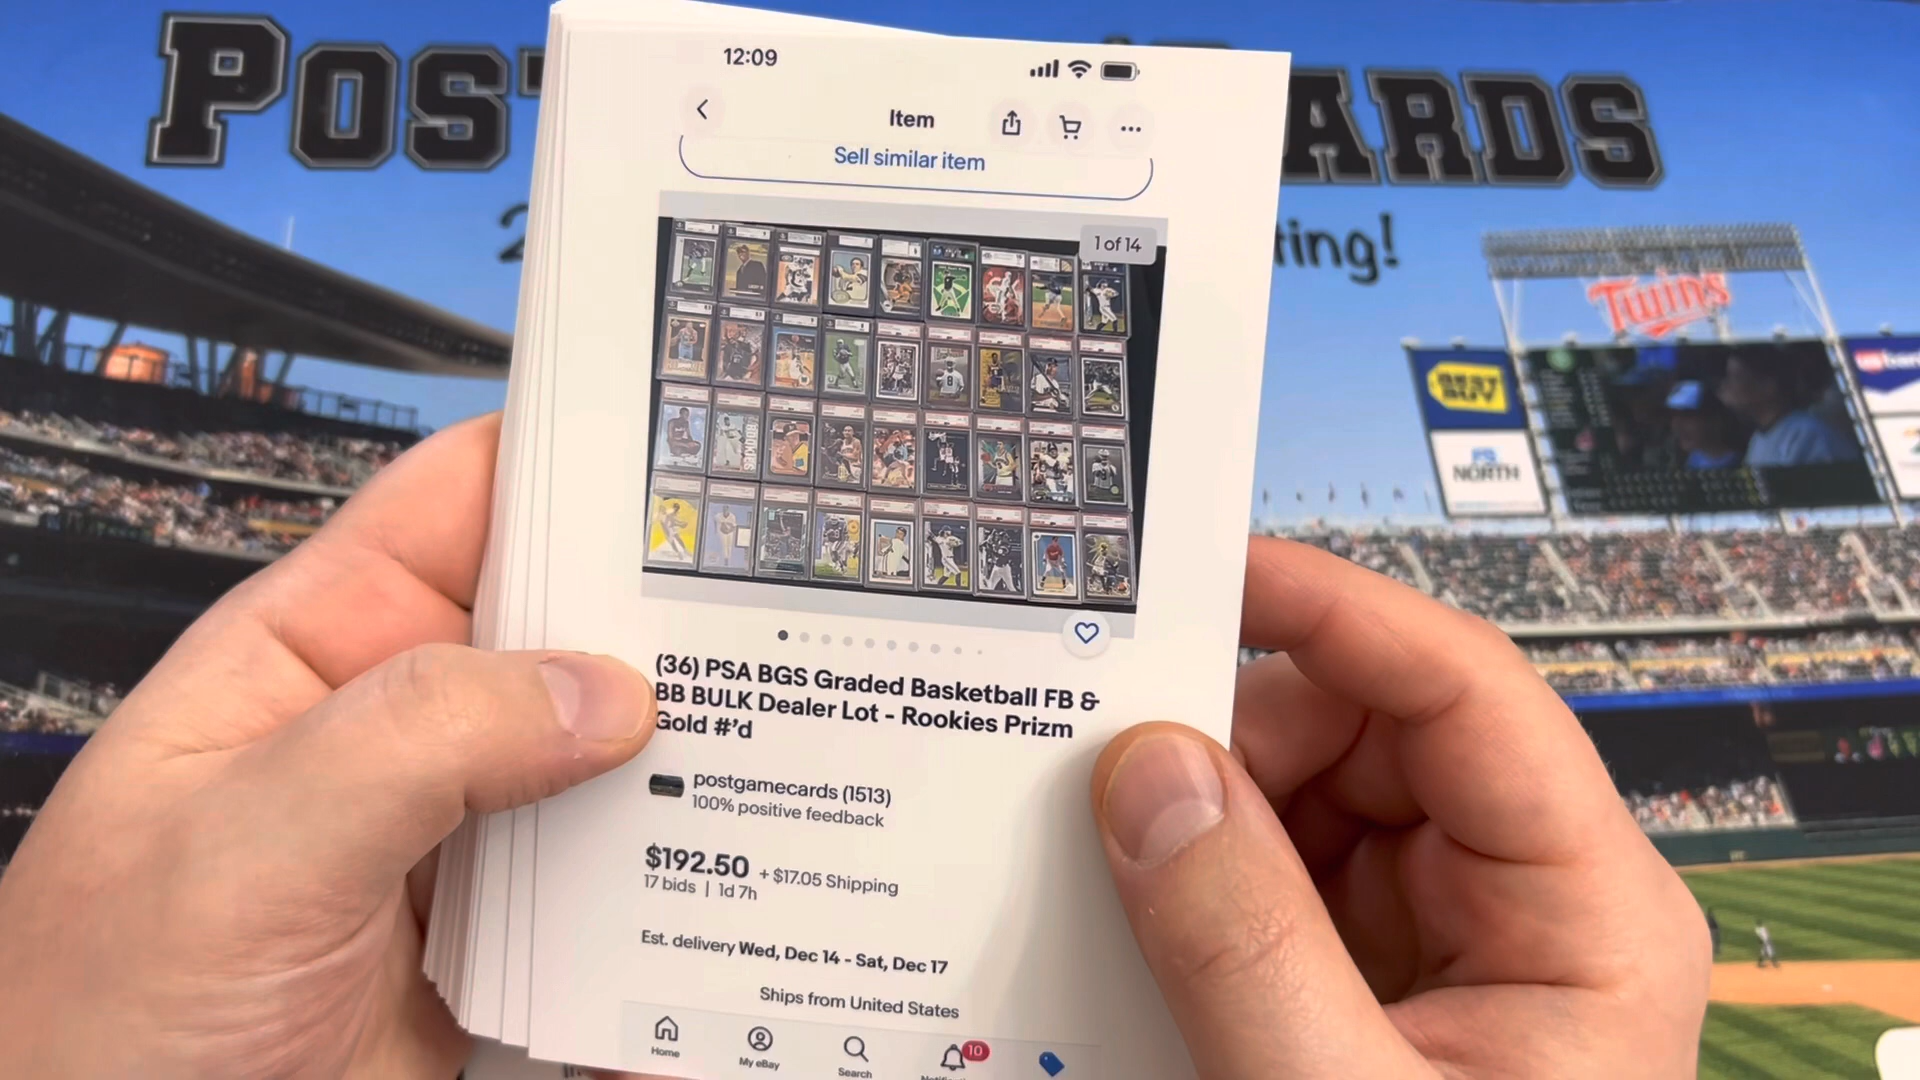 Pos
ARDS
ting!
12:09
Item
Sell similar item
1 of 14
(36) PSA BGS Graded Basketball FB &
BB BULK Dealer Lot - Rookies Prizm
Gold #'d
postgamecards (1513)
100% positive feedback
$192.50 + $17.05 Shipping
17 bids | 1d 7h
Est. delivery Wed, Dec 14 - Sat, Dec 17
Ships from United States
Home
My eBay
Search
10
Twins
BEST BUY
FS
NORTH